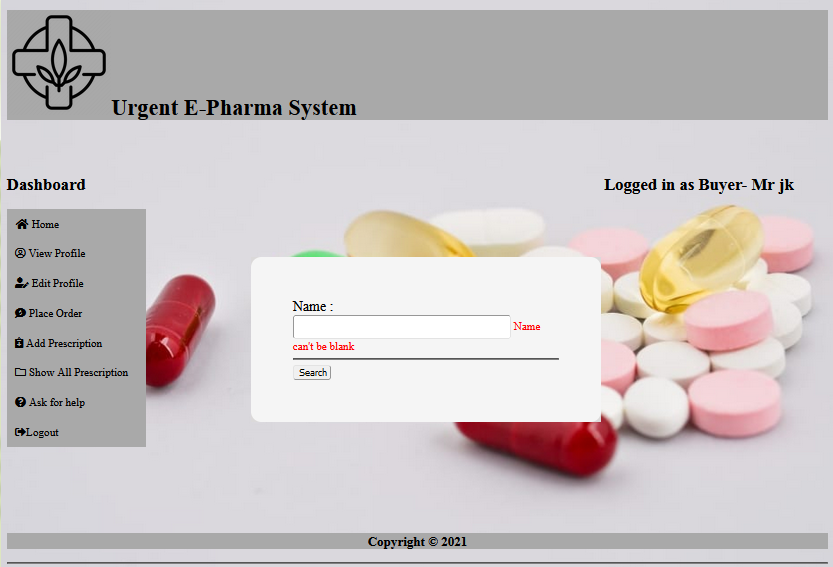 Urgent E-Pharma System
Dashboard
Logged in as Buyer- Mr jk
Home
View Profile
Edit Profile
Place Order
Add Prescription
Show All Prescription
Ask for help
Logout
Name :
Name
can't be blank
Search
Copyright © 2021